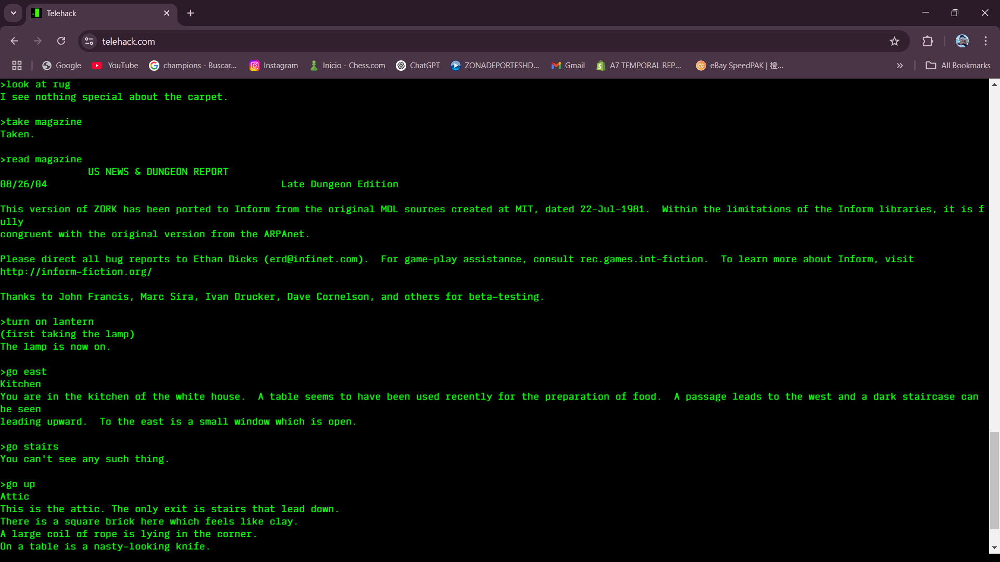 Telehack
telehack.com
Google
YouTube
champions - Buscar...
Instagram
Inicio - Chess.com
ChatGPT
ZONADEPORTESHD...
Gmail
A7 TEMPORAL REP...
eBay SpeedPAK | 橙...
All Bookmarks
>look at rug
I see nothing special about the carpet.
>take magazine
Taken.
>read magazine
US NEWS & DUNGEON REPORT
08/26/04 Late Dungeon Edition
This version of ZORK has been ported to Inform from the original MDL sources created at MIT, dated 22-Jul-1981. Within the limitations of the Inform libraries, it is f
ully
congruent with the original version from the ARPAnet.
Please direct all bug reports to Ethan Dicks (erd@infinet.com). For game-play assistance, consult rec.games.int-fiction. To learn more about Inform, visit
http://inform-fiction.org/
Thanks to John Francis, Marc Sira, Ivan Drucker, Dave Cornelson, and others for beta-testing.
>turn on lantern
(first taking the lamp)
The lamp is now on.
>go east
Kitchen
You are in the kitchen of the white house. A table seems to have been used recently for the preparation of food. A passage leads to the west and a dark staircase can
be seen
leading upward. To the east is a small window which is open.
>go stairs
You can't see any such thing.
>go up
Attic
This is the attic. The only exit is stairs that lead down.
There is a square brick here which feels like clay.
A large coil of rope is lying in the corner.
On a table is a nasty-looking knife.